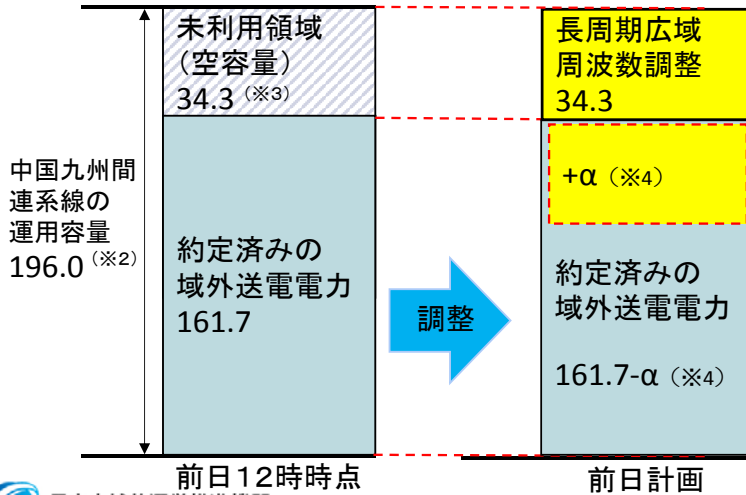 中国九州間
連系線の
運用容量
196.0(※2)
未利用領域
(空容量)
34.3(※3)
約定済みの
域外送電電力
161.7
前日12時時点
調整
長周期広域
周波数調整
34.3
+α(※4)
約定済みの
域外送電電力
161.7-α(※4)
前日計画